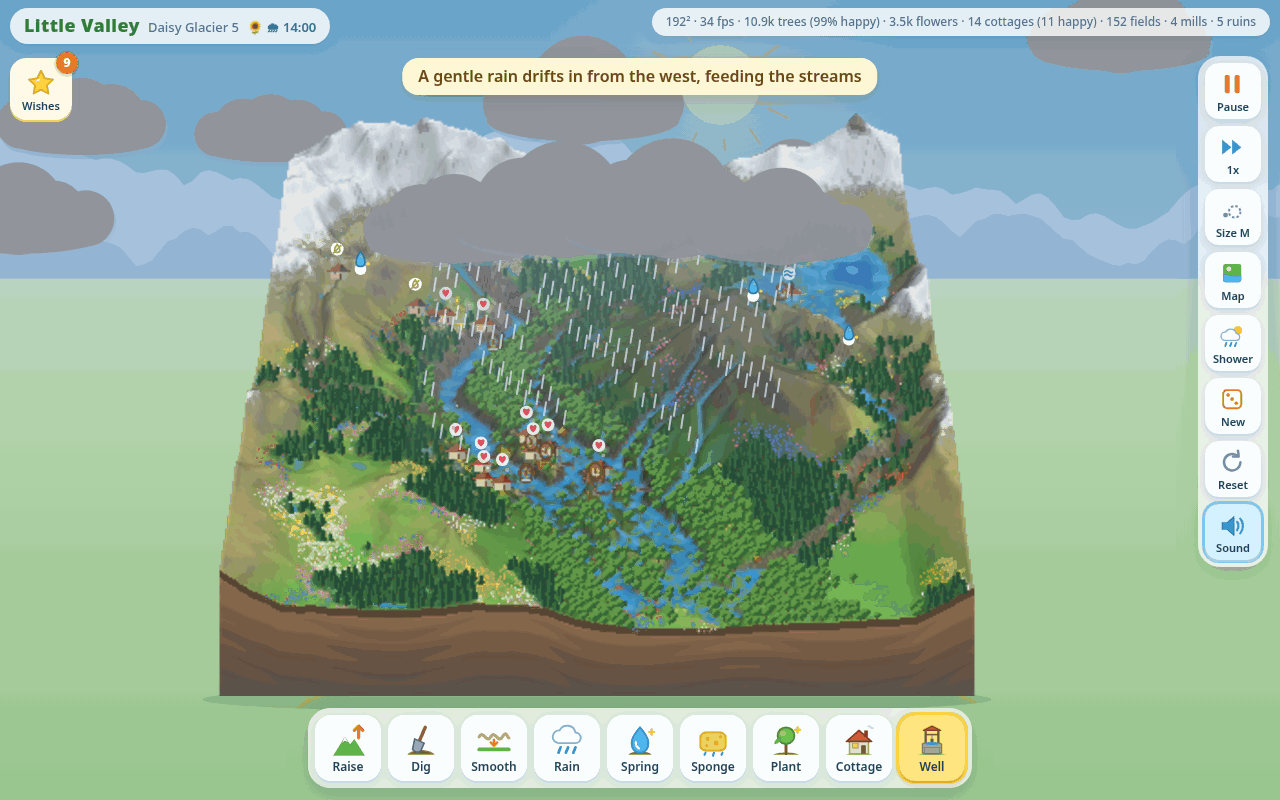 Little Valley Daisy Glacier 5 14:00
192² · 34 fps · 10.9k trees (99% happy) · 3.5k flowers · 14 cottages (11 happy) · 152 fields · 4 mills · 5 ruins
9
Wishes
A gentle rain drifts in from the west, feeding the streams
Pause
1x
Size M
Map
Shower
New
Reset
Sound
Raise
Dig
Smooth
Rain
Spring
Sponge
Plant
Cottage
Well